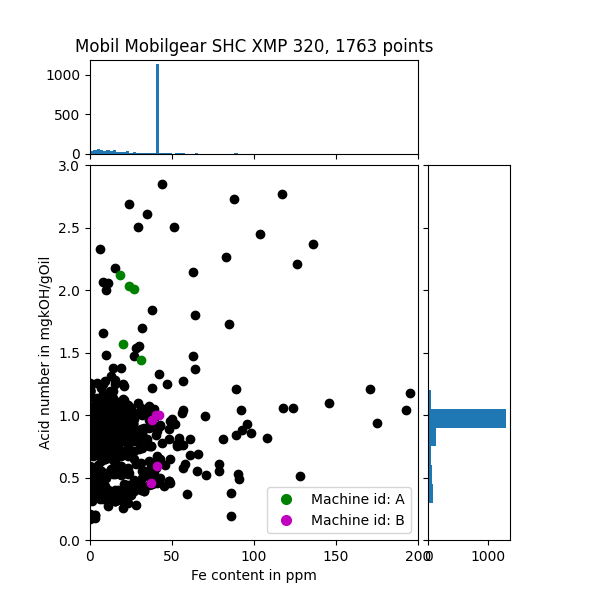 Mobil Mobilgear SHC XMP 320, 1763 points
1000
500
0
3.0
2.5
2.0
1.5
1.0
0.5
0.0
Acid number in mgKOH/gOil
Machine id: A
Machine id: B
0 50 100 150 200
0 1000
Fe content in ppm